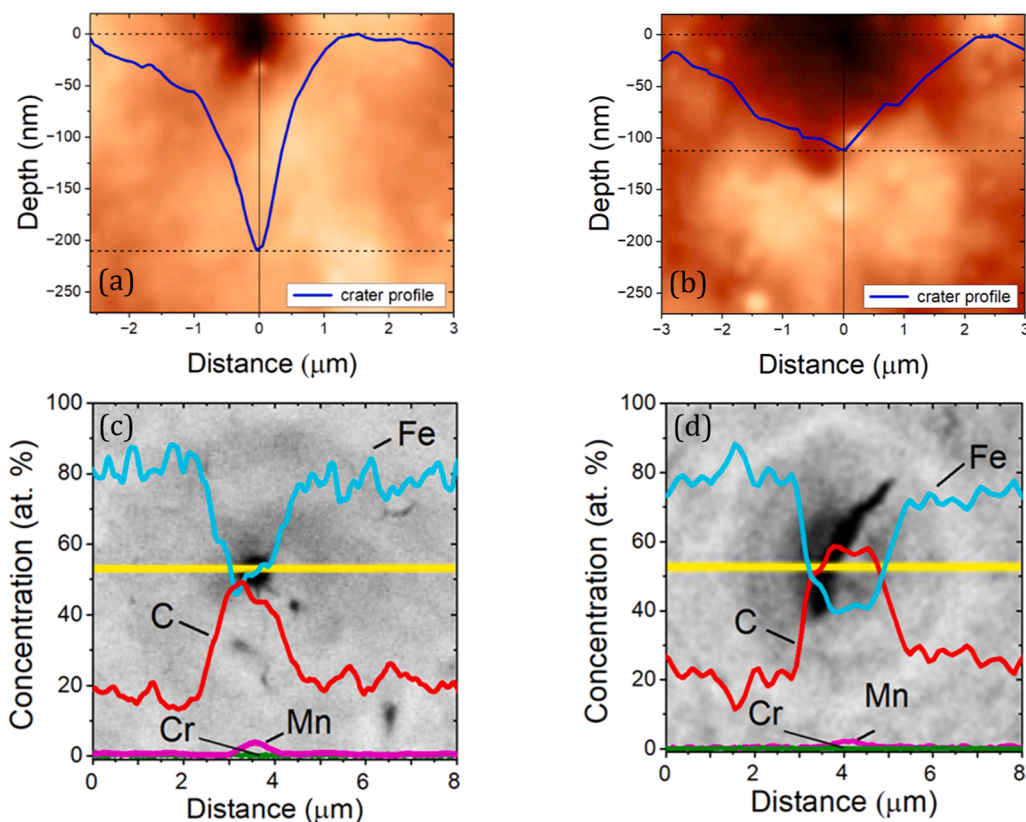 0
−50
−100
−150
−200
−250
Depth (nm)
(a)
crater profile
−2 −1 0 1 2 3
Distance (μm)
0
−50
−100
−150
−200
−250
Depth (nm)
(b)
crater profile
−3 −2 −1 0 1 2 3
Distance (μm)
100
80
60
40
20
0
Concentration (at. %)
(c)
Fe
C
Cr
Mn
0 2 4 6 8
Distance (μm)
100
80
60
40
20
0
Concentration (at. %)
(d)
Fe
C
Cr
Mn
0 2 4 6 8
Distance (μm)